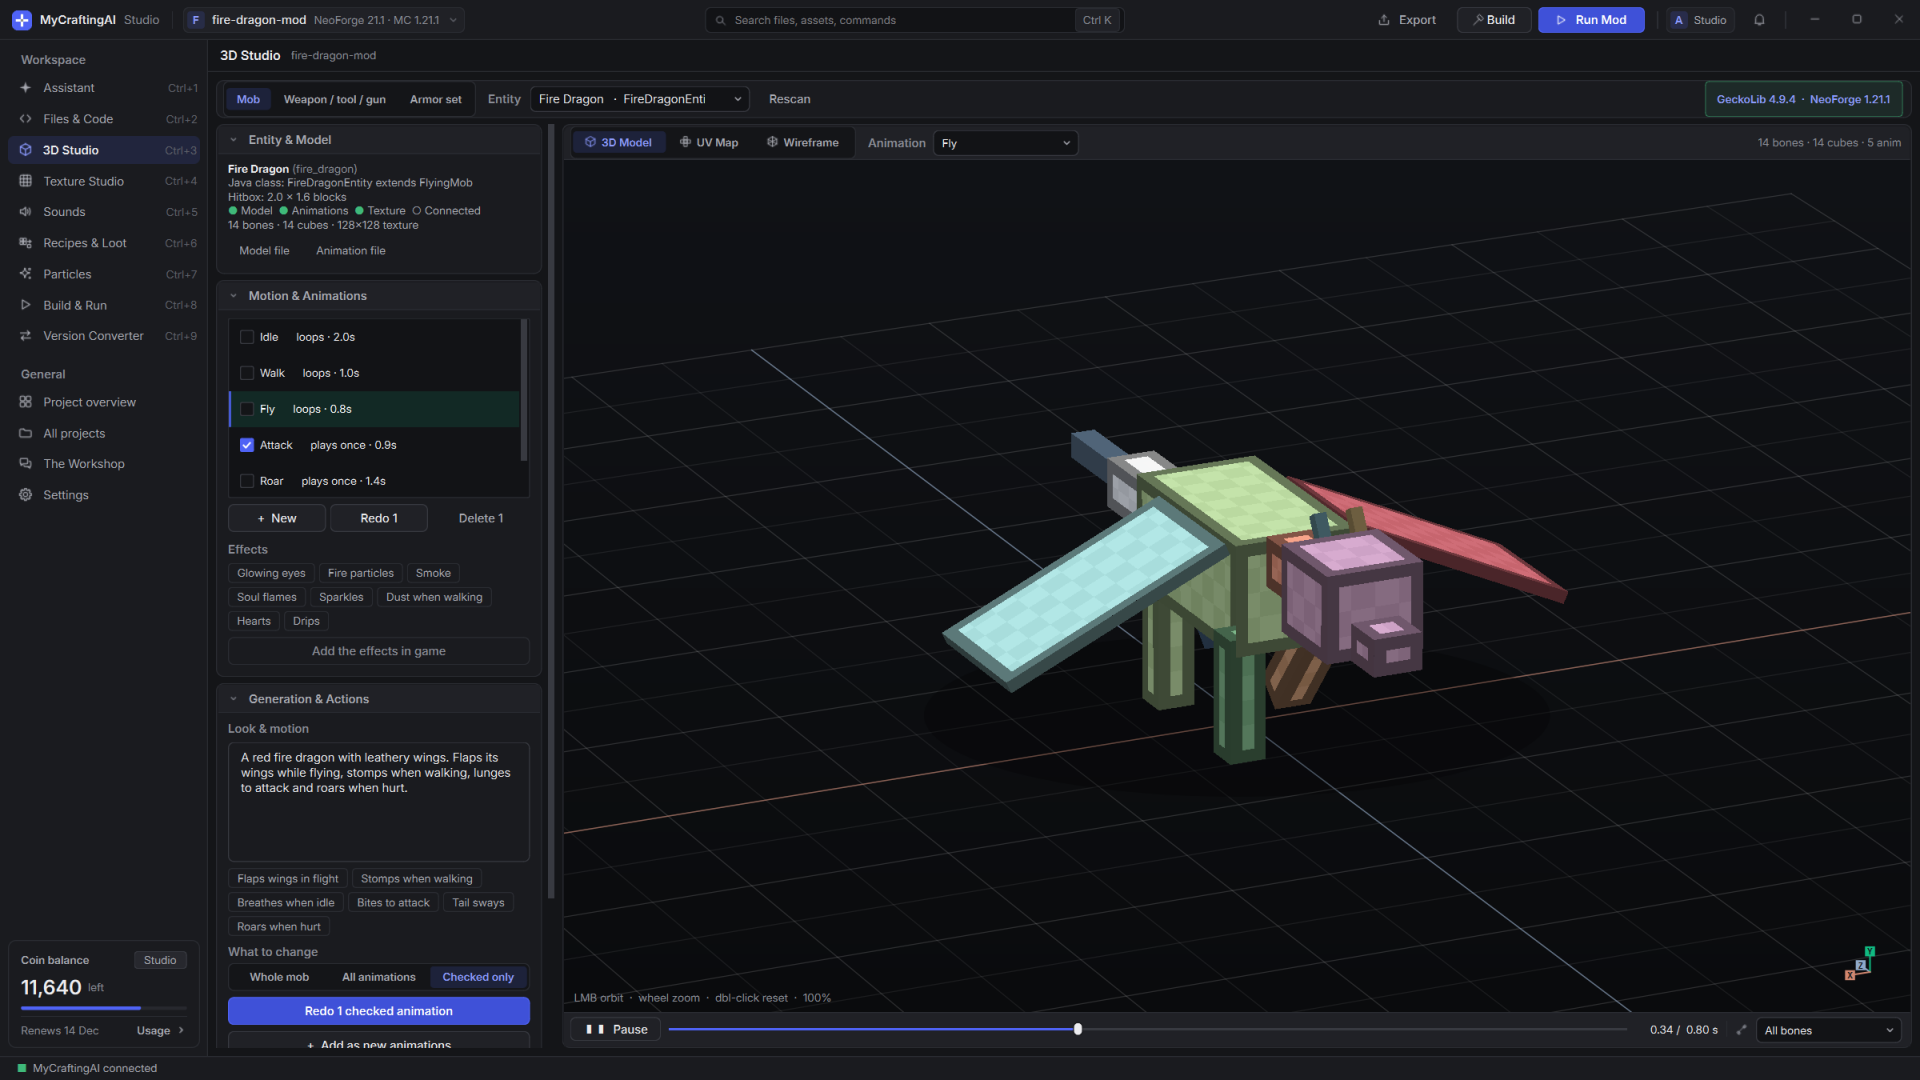 MyCraftingAI Studio
F fire-dragon-mod NeoForge 21.1 · MC 1.21.1
Search files, assets, commands Ctrl K
Export
Build
Run Mod
A Studio
Workspace
Assistant Ctrl+1
Files & Code Ctrl+2
3D Studio Ctrl+3
Texture Studio Ctrl+4
Sounds Ctrl+5
Recipes & Loot Ctrl+6
Particles Ctrl+7
Build & Run Ctrl+8
Version Converter Ctrl+9
General
Project overview
All projects
The Workshop
Settings
Coin balance Studio
11,640 left
Renews 14 Dec Usage
MyCraftingAI connected
3D Studio fire-dragon-mod
Mob Weapon / tool / gun Armor set Entity Fire Dragon · FireDragonEnti Rescan
GeckoLib 4.9.4 · NeoForge 1.21.1
Entity & Model
Fire Dragon (fire_dragon)
Java class: FireDragonEntity extends FlyingMob
Hitbox: 2.0 × 1.6 blocks
Model Animations Texture Connected
14 bones · 14 cubes · 128×128 texture
Model file Animation file
Motion & Animations
Idle loops · 2.0s
Walk loops · 1.0s
Fly loops · 0.8s
Attack plays once · 0.9s
Roar plays once · 1.4s
+ New Redo 1 Delete 1
Effects
Glowing eyes Fire particles Smoke
Soul flames Sparkles Dust when walking
Hearts Drips
Add the effects in game
Generation & Actions
Look & motion
A red fire dragon with leathery wings. Flaps its
wings while flying, stomps when walking, lunges
to attack and roars when hurt.
Flaps wings in flight Stomps when walking
Breathes when idle Bites to attack Tail sways
Roars when hurt
What to change
Whole mob All animations Checked only
Redo 1 checked animation
+ Add as new animations
3D Model UV Map Wireframe Animation Fly
14 bones · 14 cubes · 5 anim
Y
Z
X
LMB orbit · wheel zoom · dbl-click reset · 100%
Pause 0.34 / 0.80 s All bones